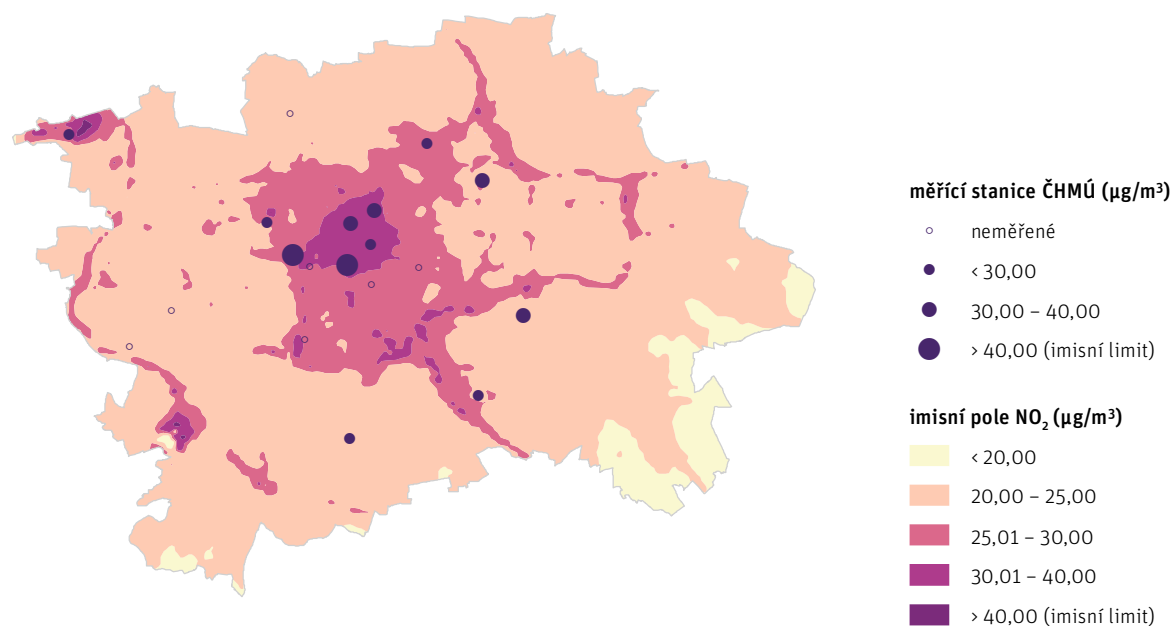 měřící stanice ČHMÚ (µg/m³)
neměřené
< 30,00
30,00 – 40,00
> 40,00 (imisní limit)
imisní pole NO₂ (µg/m³)
< 20,00
20,00 – 25,00
25,01 – 30,00
30,01 – 40,00
> 40,00 (imisní limit)